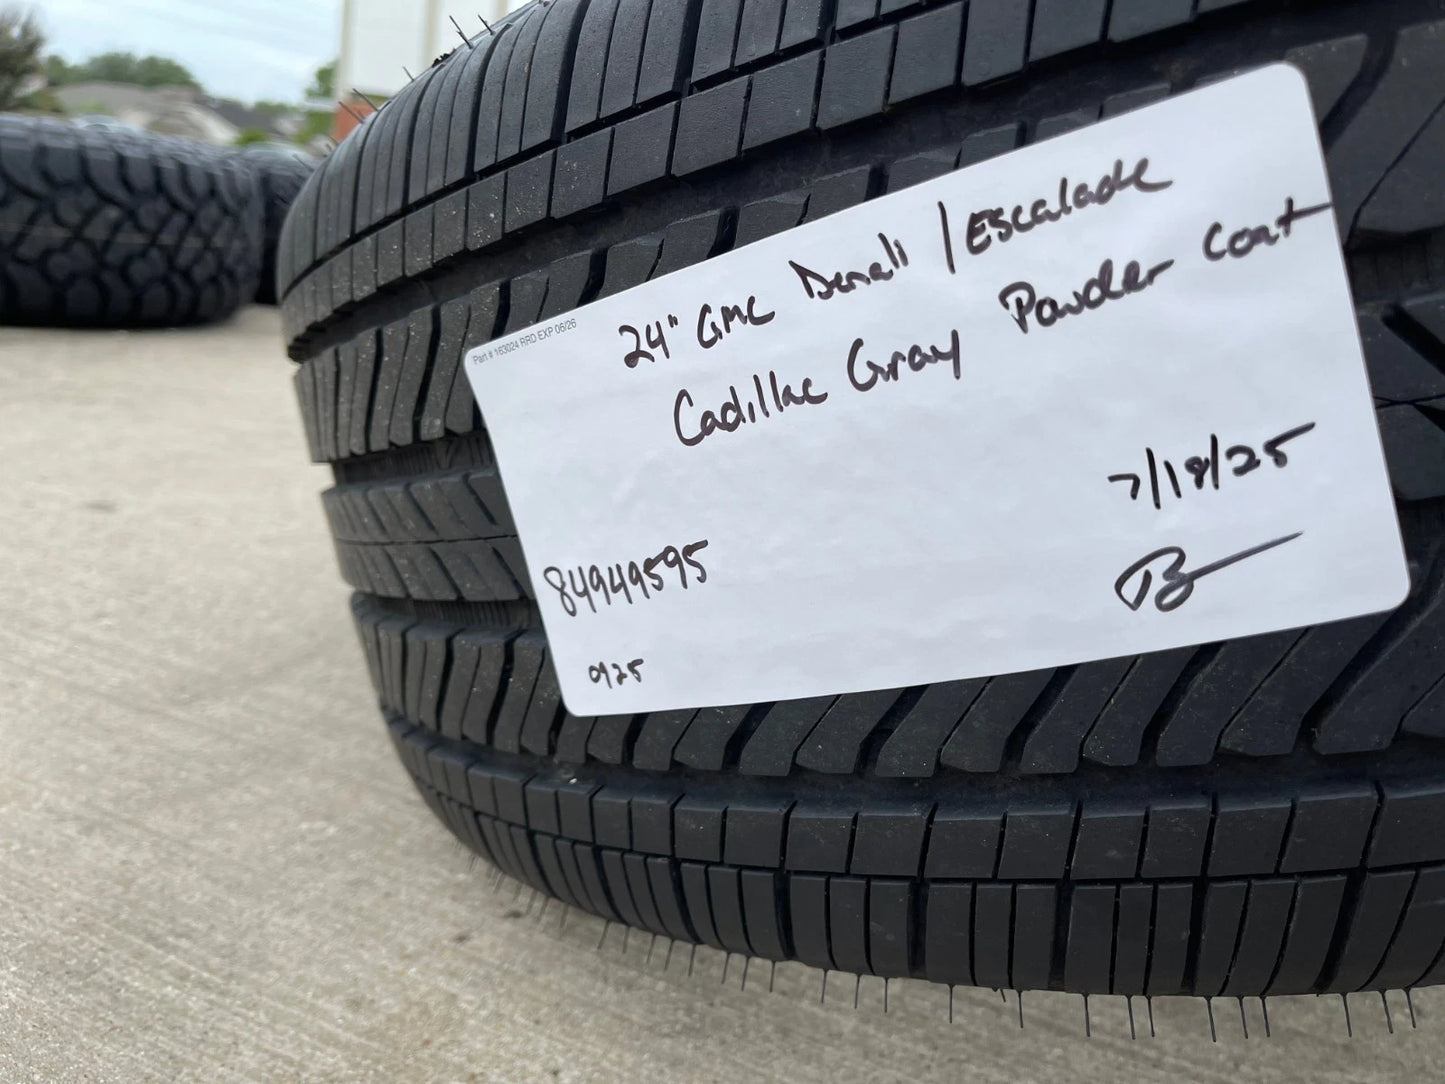 Part # 163024 RRD EXP 06/26
24" GMC Denali / Escalade
Cadillac Gray Powder Coat
7/18/25
84949595
0925